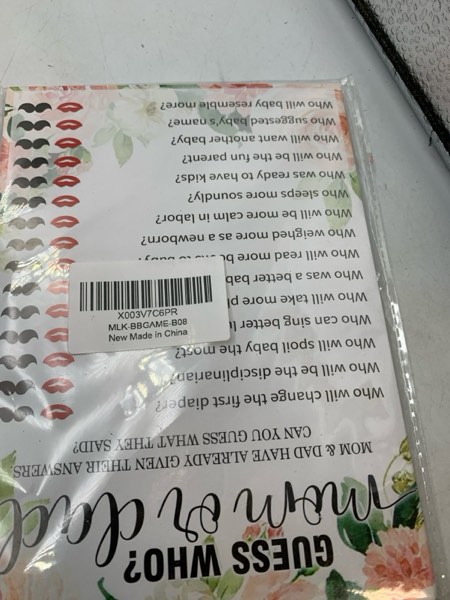 GUESS WHO?
mom or dad
MOM & DAD HAVE ALREADY GIVEN THEIR ANSWERS
CAN YOU GUESS WHAT THEY SAID?
Who will change the first diaper?
Who will be the disciplinarian?
Who will spoil baby the most?
Who can sing better
Who will take more
Who was a better
Who will read more
Who weighed more as a newborn?
Who will be more calm in labor?
Who sleeps more soundly?
Who was ready to have kids?
Who will be the fun parent?
Who will want another baby?
Who suggested baby's name?
Who will baby resemble more?
X003V7C6PR
MLK-BBGAME-B08
New Made in China